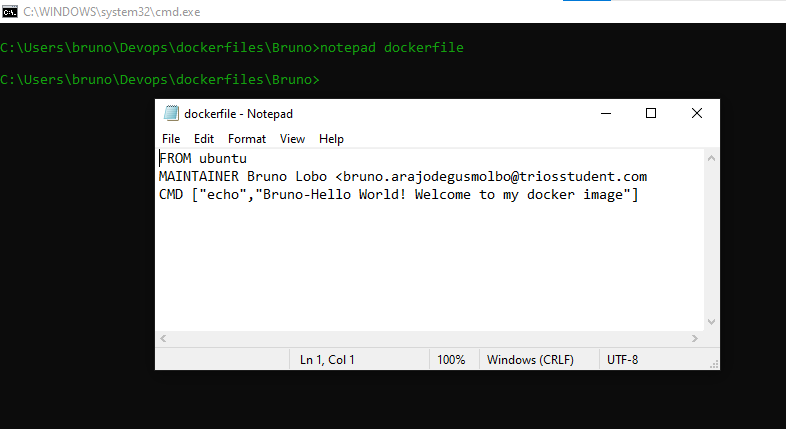 C:\WINDOWS\system32\cmd.exe
C:\Users\bruno\Devops\dockerfiles\Bruno>notepad dockerfile
C:\Users\bruno\Devops\dockerfiles\Bruno>
dockerfile - Notepad
File Edit Format View Help
FROM ubuntu
MAINTAINER Bruno Lobo <bruno.arajodegusmolbo@triosstudent.com
CMD ["echo","Bruno-Hello World! Welcome to my docker image"]
Ln 1, Col 1 100% Windows (CRLF) UTF-8